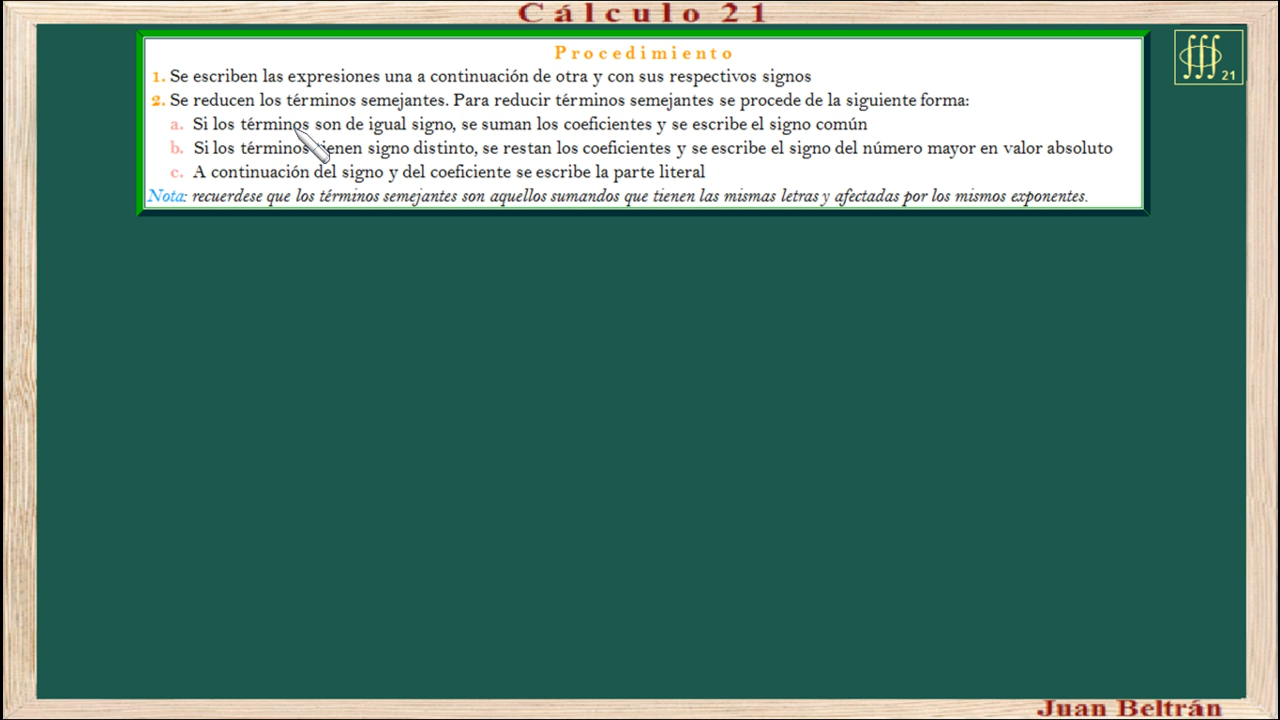 Cálculo 21
Procedimiento
1. Se escriben las expresiones una a continuación de otra y con sus respectivos signos
2. Se reducen los términos semejantes. Para reducir términos semejantes se procede de la siguiente forma:
a. Si los términos son de igual signo, se suman los coeficientes y se escribe el signo común
b. Si los términos tienen signo distinto, se restan los coeficientes y se escribe el signo del número mayor en valor absoluto
c. A continuación del signo y del coeficiente se escribe la parte literal
Nota: recuerdese que los términos semejantes son aquellos sumandos que tienen las mismas letras y afectadas por los mismos exponentes.
∯ 21
Juan Beltrán